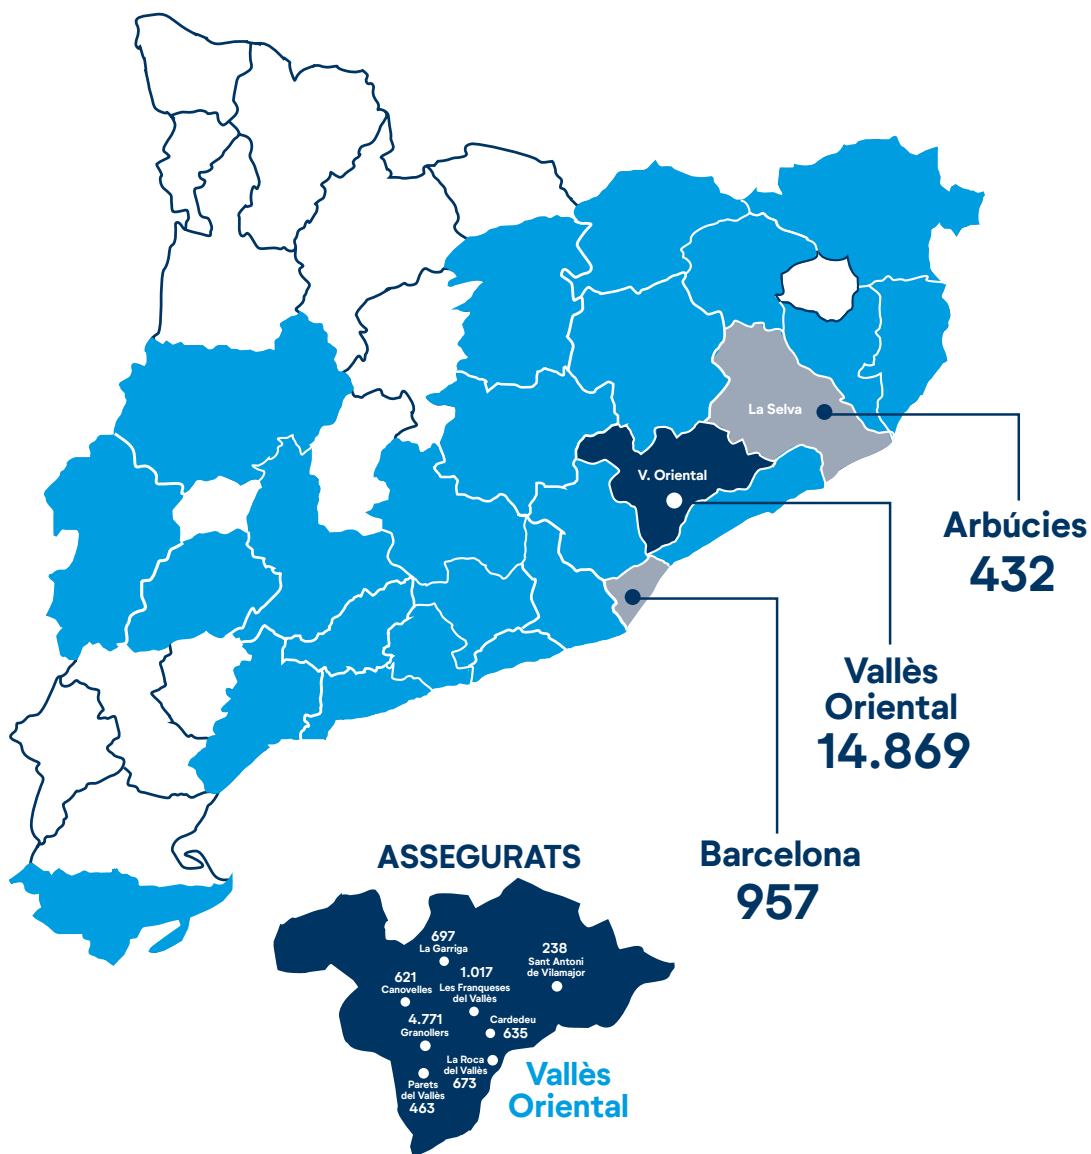 La Selva
V. Oriental
Arbúcies
432
Vallès
Oriental
14.869
Barcelona
957
ASSEGURATS
697
La Garriga
238
Sant Antoni
de Vilamajor
621
Canovelles
1.017
Les Franqueses
del Vallès
4.771
Granollers
Cardedeu
635
La Roca
del Vallès
673
Parets
del Vallès
463
Vallès
Oriental